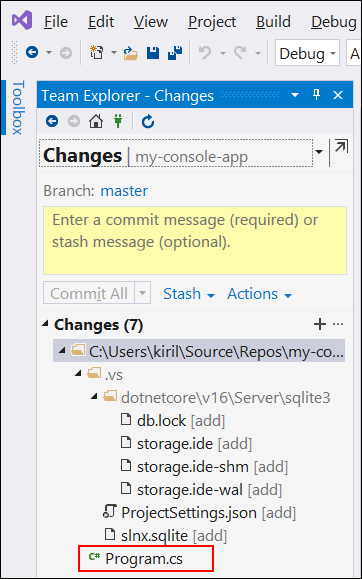 File Edit View Project Build Debug
Debug
Toolbox
Team Explorer - Changes
Changes | my-console-app
Branch: master
Enter a commit message (required) or
stash message (optional).
Commit All Stash Actions
Changes (7)
C:\Users\kiril\Source\Repos\my-co...
.vs
dotnetcore\v16\Server\sqlite3
db.lock [add]
storage.ide [add]
storage.ide-shm [add]
storage.ide-wal [add]
ProjectSettings.json [add]
slnx.sqlite [add]
C# Program.cs